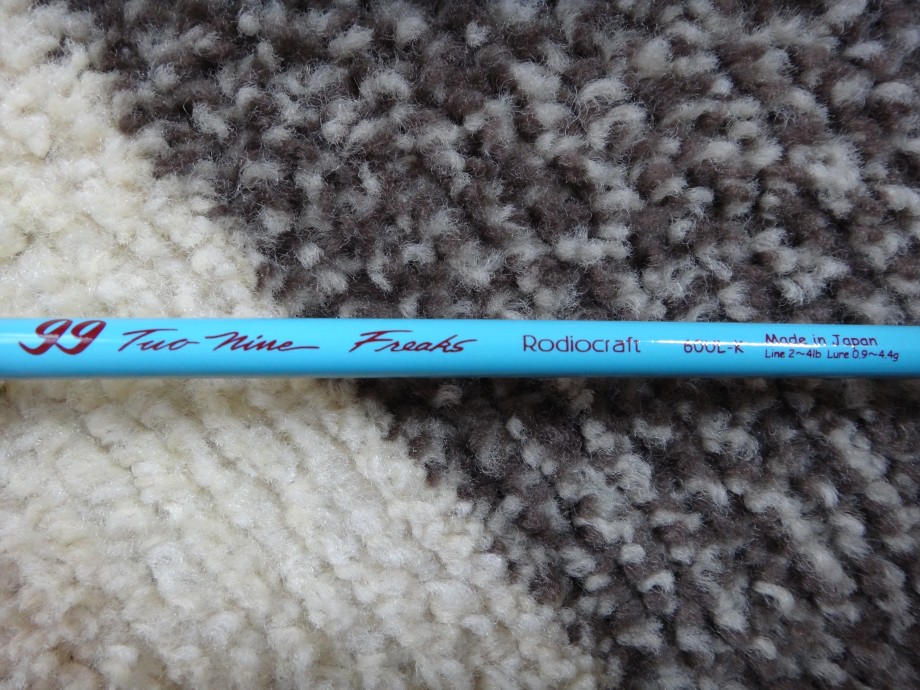 99 Two Nine Freaks Rodiocraft 600L-K Made in Japan
Line 2~4lb Lure 0.9~4.4g